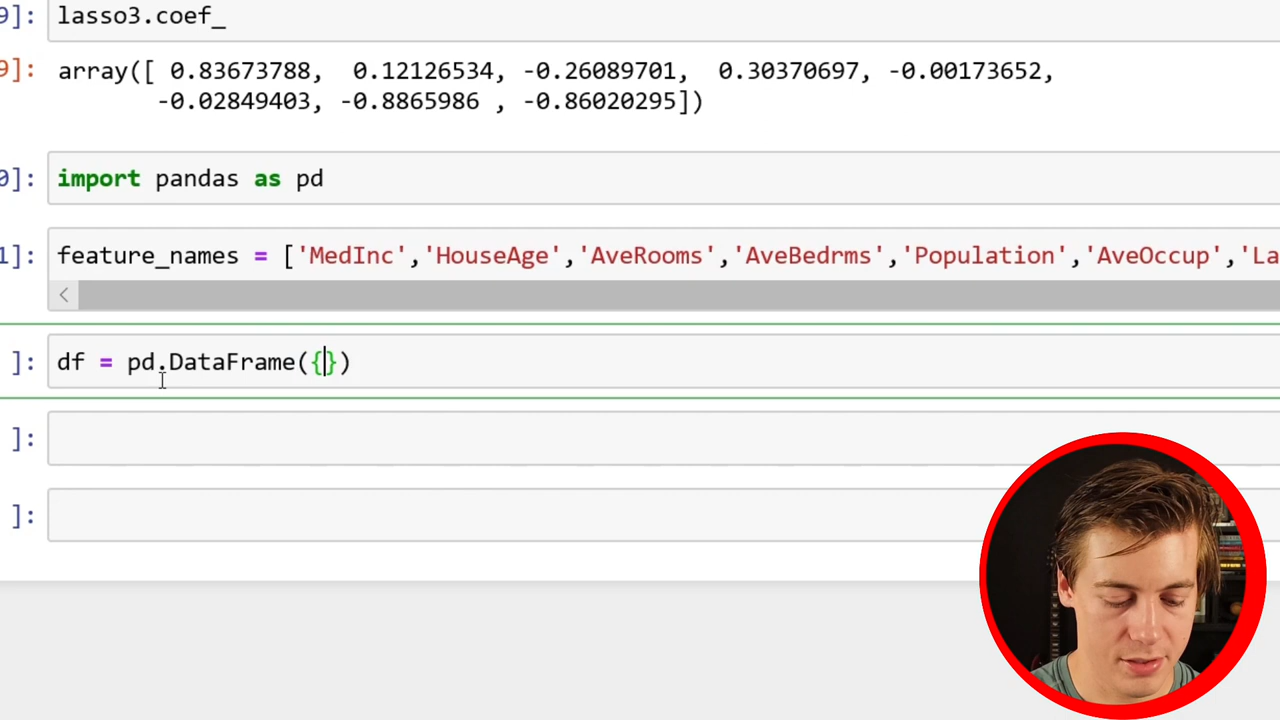 9]: lasso3.coef_
9]: array([ 0.83673788,  0.12126534, -0.26089701,  0.30370697, -0.00173652,
-0.02849403, -0.8865986 , -0.86020295])
0]: import pandas as pd
1]: feature_names = ['MedInc','HouseAge','AveRooms','AveBedrms','Population','AveOccup','La
]: df = pd.DataFrame({})
]:
]: